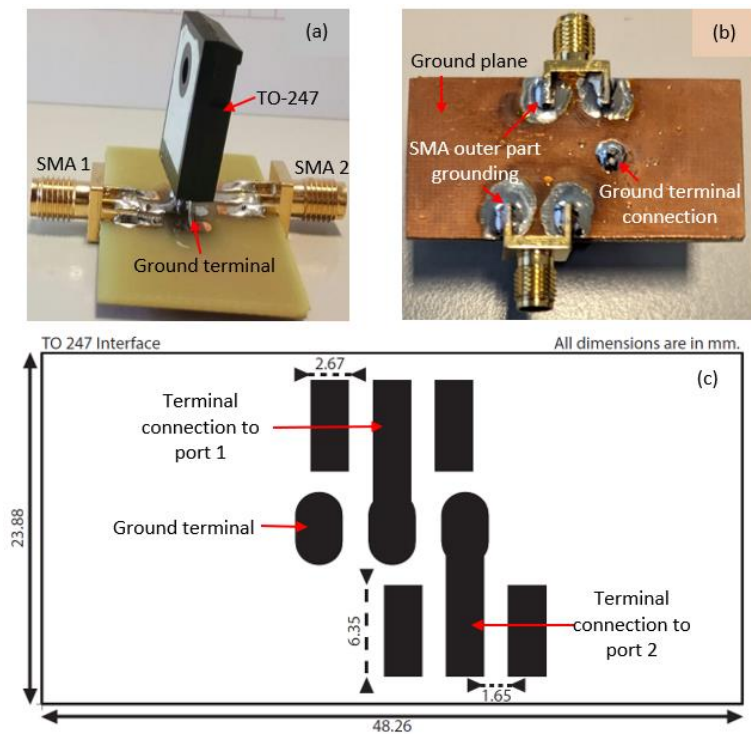 (a)
TO-247
SMA 1
SMA 2
Ground terminal
(b)
Ground plane
SMA outer part
grounding
Ground terminal
connection
TO 247 Interface
All dimensions are in mm.
2.67
(c)
Terminal
connection to
port 1
Ground terminal
23.88
6.35
Terminal
connection to
port 2
1.65
48.26